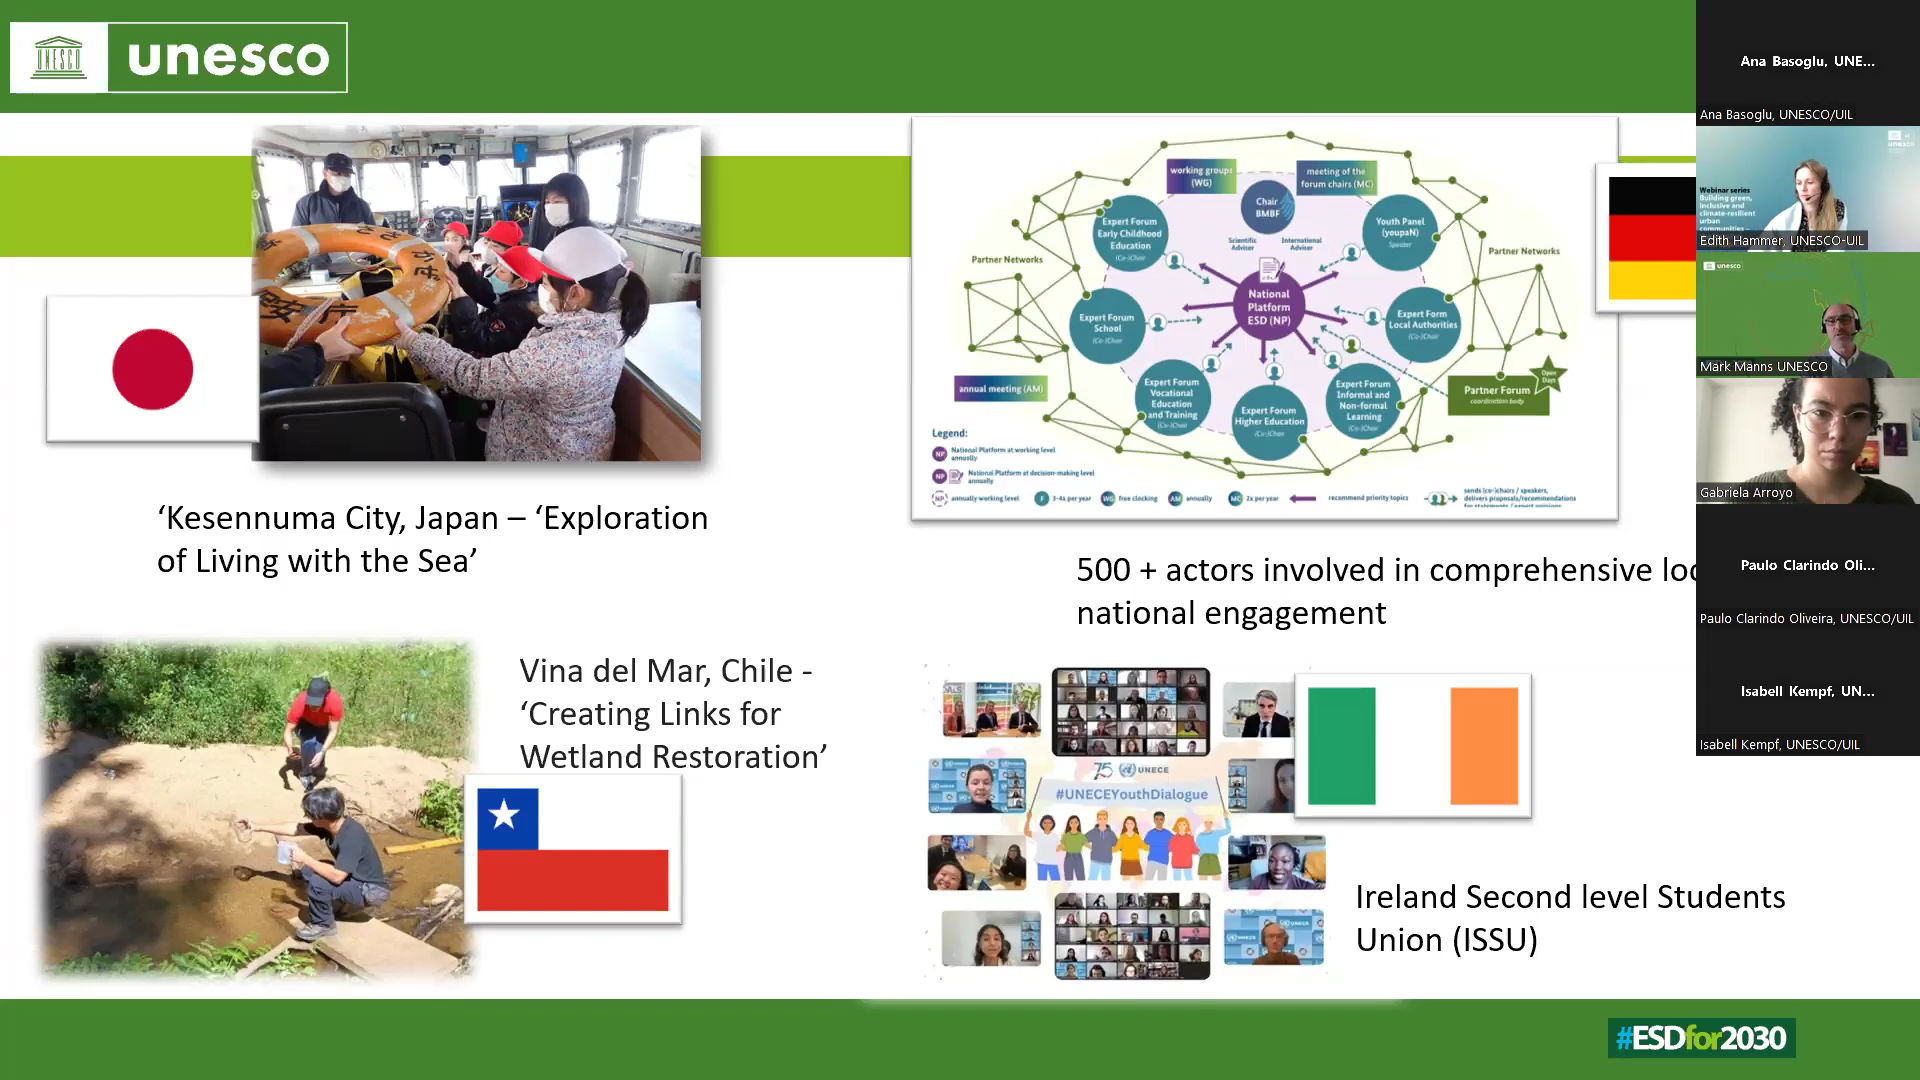 UNESCO
unesco
‘Kesennuma City, Japan – ‘Exploration
of Living with the Sea’
Vina del Mar, Chile -
‘Creating Links for
Wetland Restoration’
working groups
(WG)
meeting of the
forum chairs (MC)
Chair
BMBF
Scientific
Adviser
International
Adviser
Expert Forum
Early Childhood
Education
(Co-)Chair
Youth Panel
(youpaN)
Speaker
Partner Networks
Partner Networks
National
Platform
ESD (NP)
Expert Forum
School
(Co-)Chair
Expert Form
Local Authorities
(Co-)Chair
annual meeting (AM)
Expert Forum
Vocational
Education
and Training
(Co-)Chair
Expert Forum
Higher Education
(Co-)Chair
Expert Forum
Informal and
Non-formal
Learning
(Co-)Chair
Open
Days
Partner Forum
coordination body
Legend:
NP National Platform at working level
annually
NP National Platform at decision-making level
annually
NP annually working level
F 3-4x per year
WG free clocking
AM annually
MC 2x per year
recommend priority topics
sends (co-)chairs / speakers,
delivers proposals/recommendations
for statements / expert opinions
500 + actors involved in comprehensive loc
national engagement
75 UNECE
#UNECEYouthDialogue
Ireland Second level Students
Union (ISSU)
#ESDfor2030
Ana Basoglu, UNE...
Ana Basoglu, UNESCO/UIL
unesco
Webinar series
Building green,
inclusive and
climate-resilient
urban
communities –
Edith Hammer, UNESCO-UIL
unesco
Mark Manns UNESCO
Gabriela Arroyo
Paulo Clarindo Oli...
Paulo Clarindo Oliveira, UNESCO/UIL
Isabell Kempf, UN...
Isabell Kempf, UNESCO/UIL